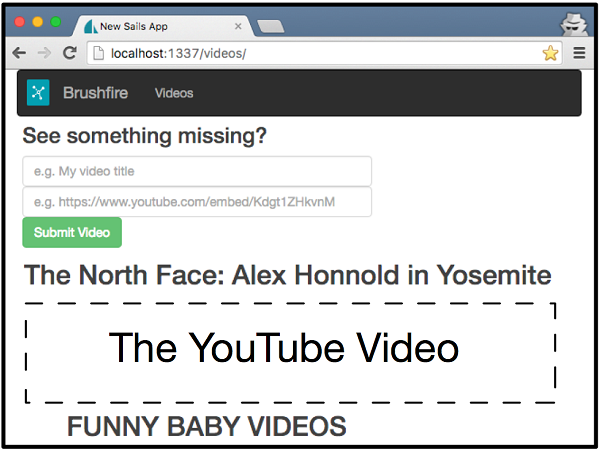 New Sails App
localhost:1337/videos/
Brushfire Videos
See something missing?
e.g. My video title
e.g. https://www.youtube.com/embed/Kdgt1ZHkvnM
Submit Video
The North Face: Alex Honnold in Yosemite
The YouTube Video
FUNNY BABY VIDEOS